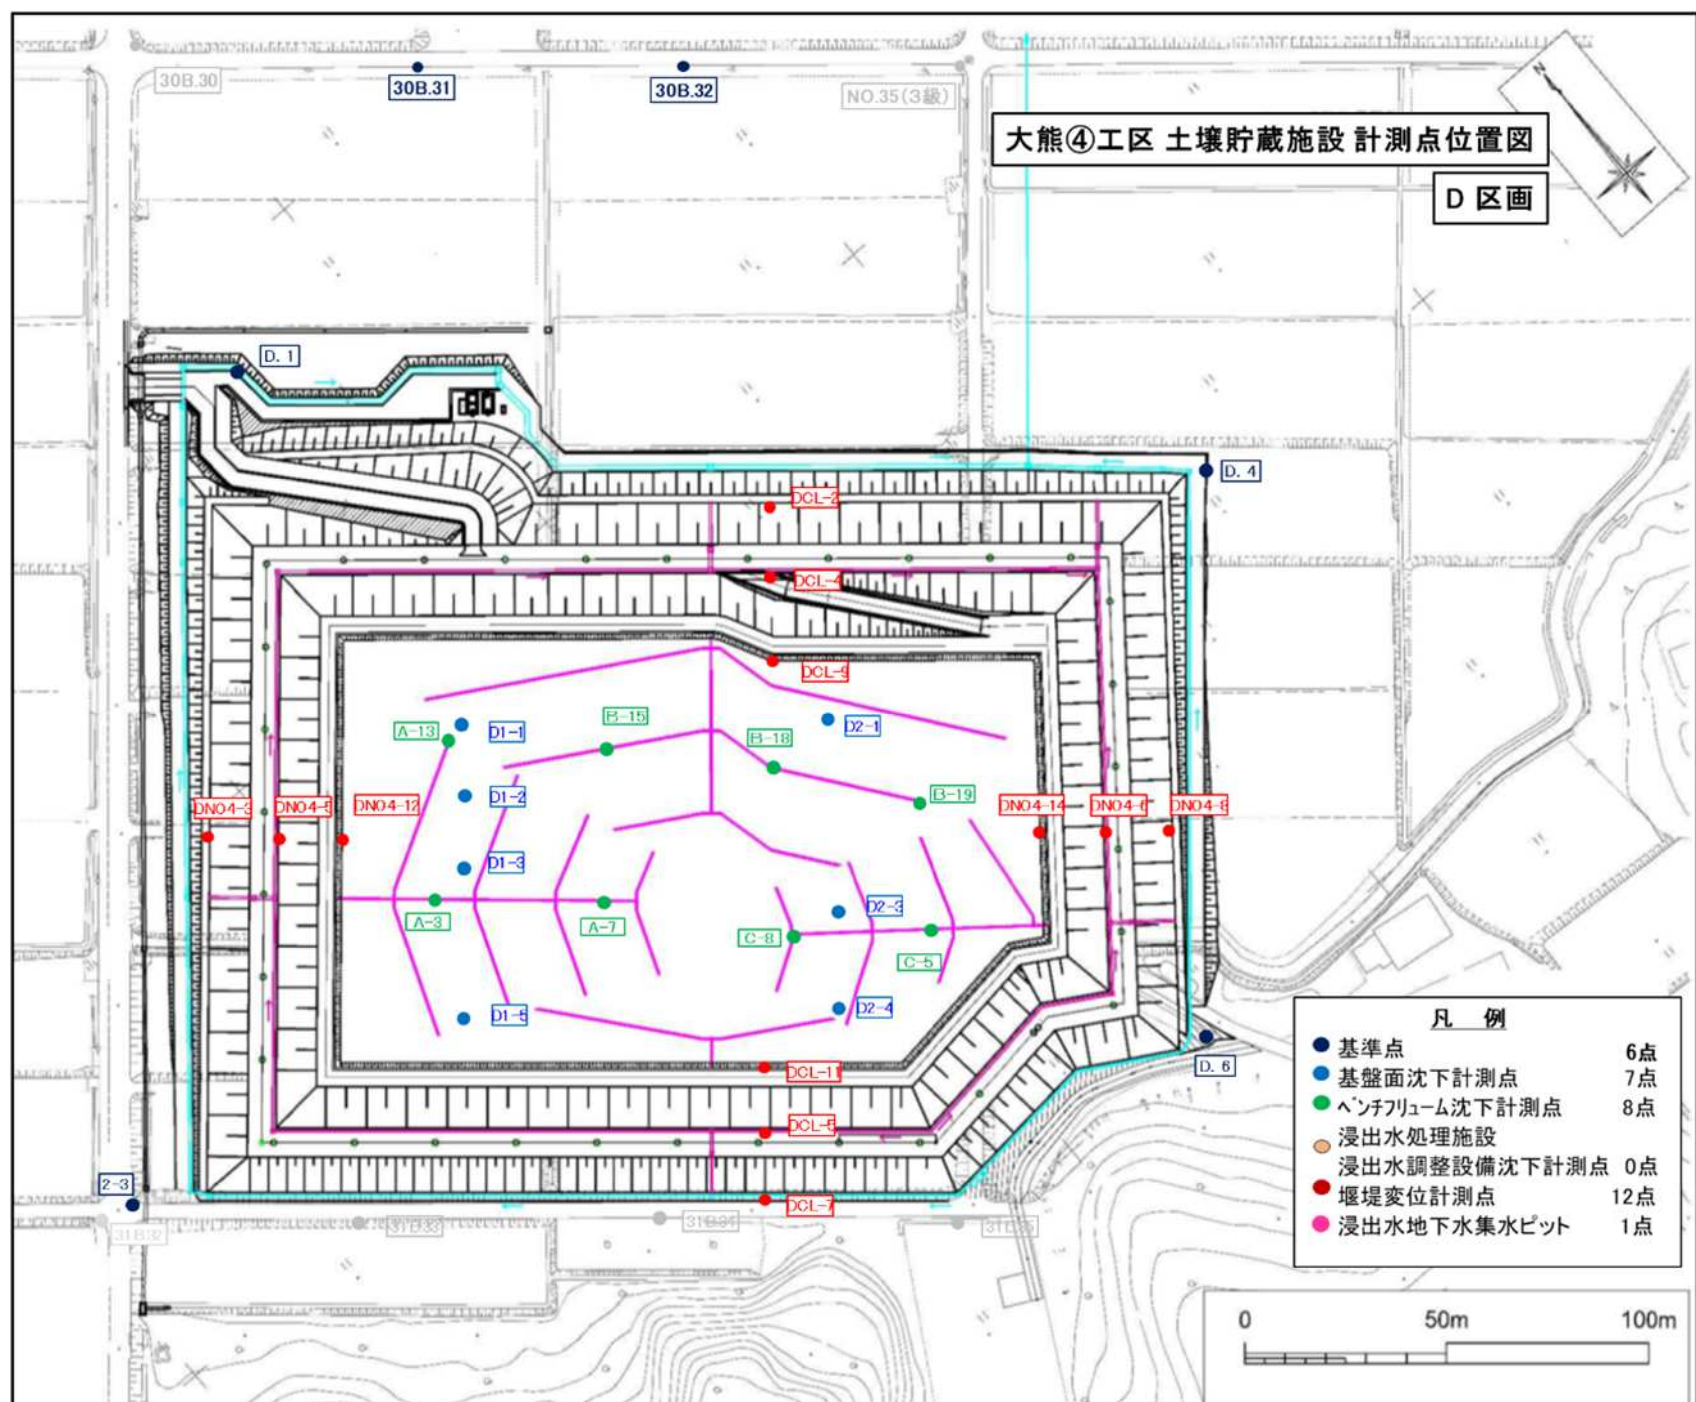 30B.30
30B.31
30B.32
NO.35(3級)
N
大熊④工区 土壌貯蔵施設 計測点位置図
D 区画
D. 1
D. 4
DCL-2
DCL-4
DCL-9
A-13
D1-1
B-15
B-18
D2-1
D1-2
B-19
DNO4-3
DNO4-5
DNO4-12
DNO4-14
DNO4-6
DNO4-8
D1-3
A-3
A-7
D2-3
C-8
C-5
D1-5
D2-4
D. 6
DCL-11
DCL-5
DCL-7
2-3
31B.32
31B.33
31B.34
31B.35
凡 例
基準点 6点
基盤面沈下計測点 7点
ベンチフリューム沈下計測点 8点
浸出水処理施設
浸出水調整設備沈下計測点 0点
堰堤変位計測点 12点
浸出水地下水集水ピット 1点
0 50m 100m